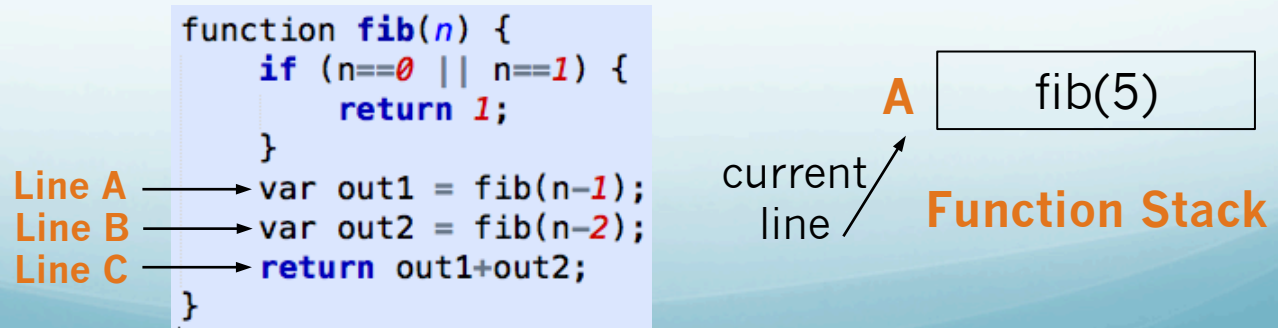 function fib(n) {
if (n==0 || n==1) {
return 1;
}
Line A var out1 = fib(n-1);
Line B var out2 = fib(n-2);
Line C return out1+out2;
}
A fib(5)
current
line
Function Stack